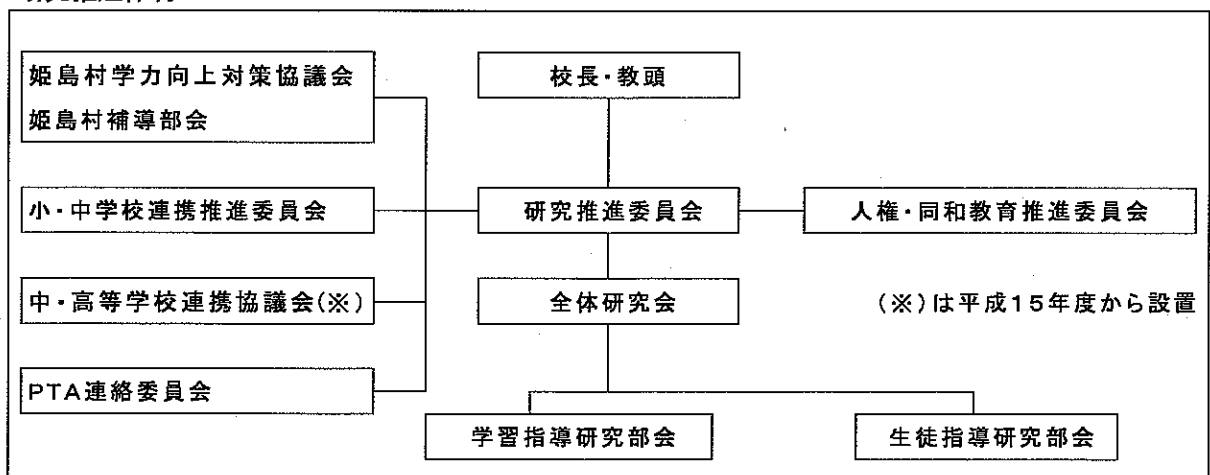 姫島村学力向上対策協議会
姫島村補導部会
校長・教頭
小・中学校連携推進委員会
研究推進委員会
人権・同和教育推進委員会
中・高等学校連携協議会(※)
全体研究会
(※)は平成15年度から設置
PTA連絡委員会
学習指導研究部会
生徒指導研究部会